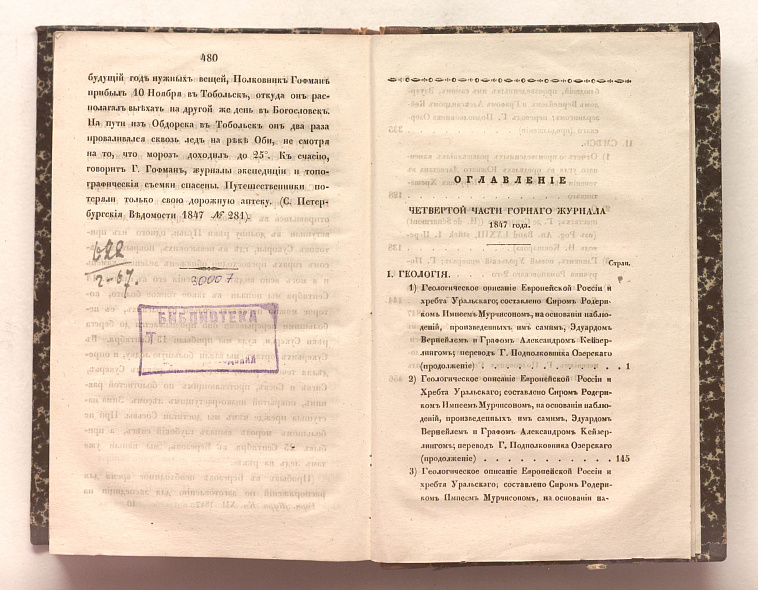 480
будущій годъ нужныхъ вещей, Полковникъ Гофманъ
прибылъ 10 Ноября въ Тобольскъ, откуда онъ рас-
полагалъ выѣхать на другой же день въ Богословскъ.
На пути изъ Обдорска въ Тобольскъ онъ два раза
проваливался сквозь ледъ на рѣкѣ Оби, не смотря
на то, что морозъ доходилъ до 25°. Къ счастію,
говоритъ Г. Гофманъ, журналы экспедиціи и топо-
графическія съемки спасены. Путешественники по-
теряли только свою дорожную аптеку. (С. Петер-
бургскія Вѣдомости 1847 № 281).
622
2-67.
30007
БИБЛИОТЕКА
ОГЛАВЛЕНІЕ
ЧЕТВЕРТОЙ ЧАСТИ ГОРНАГО ЖУРНАЛА
1847 года.
Стран.
I. ГЕОЛОГІЯ.
1) Геологическое описаніе Европейской Россіи и
хребта Уральскаго; составлено Сиромъ Родери-
комъ Импеемъ Мурчисономъ, на основаніи наблю-
деній, произведенныхъ имъ самимъ, Эдуардомъ
Вернейлемъ и Графомъ Александромъ Кейзер-
лингомъ; переводъ Г. Подполковника Озерскаго
(продолженіе) . . . . . . . . . . 1
2) Геологическое описаніе Европейской Россіи и
Хребта Уральскаго; составлено Сиромъ Родери-
комъ Импеемъ Мурчисономъ, на основаніи наблю-
деній, произведенныхъ имъ самимъ, Эдуардомъ
Вернейлемъ и Графомъ Александромъ Кейзер-
лингомъ; переводъ Г. Подполковника Озерскаго
(продолженіе) . . . . . . . . . . 145
3) Геологическое описаніе Европейской Россіи и
хребта Уральскаго; составлено Сиромъ Родери-
комъ Импеемъ Мурчисономъ, на основаніи на-